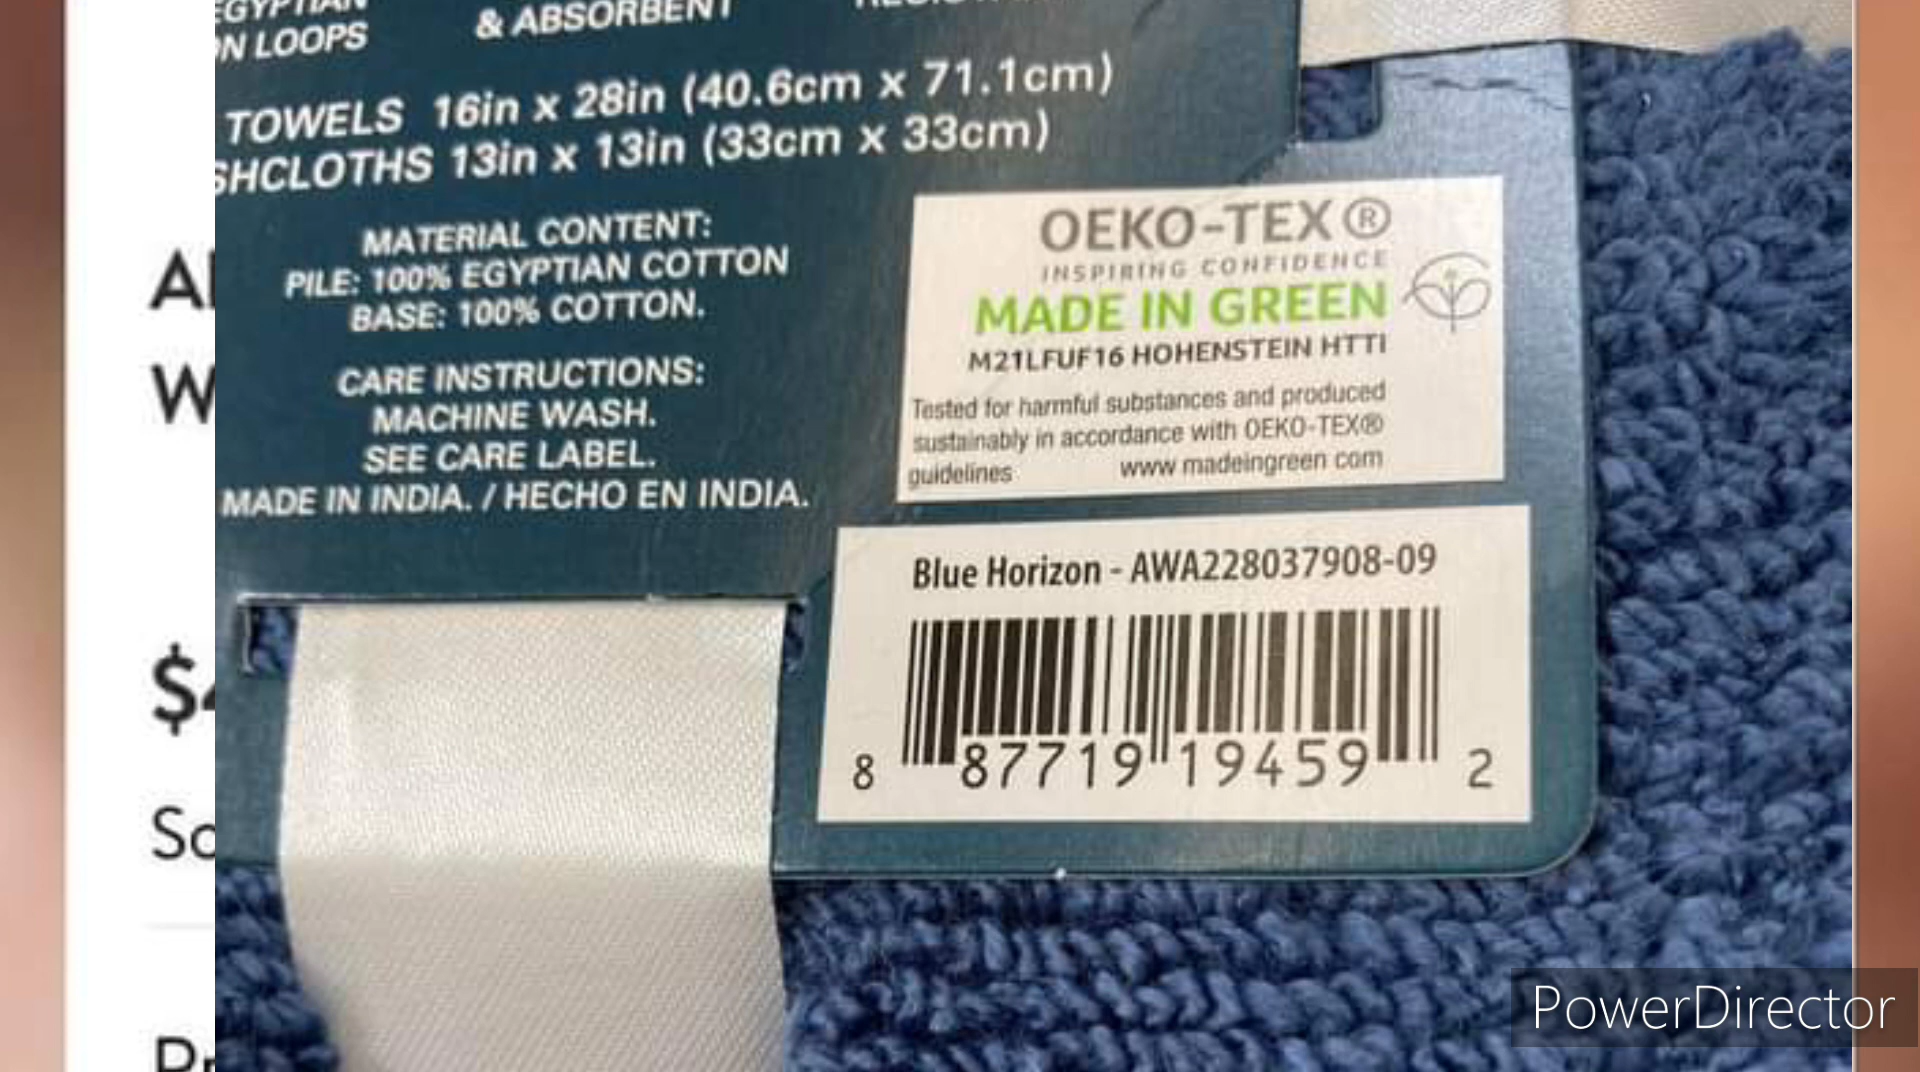 & ABSORBENT
N LOOPS
TOWELS 16in x 28in (40.6cm x 71.1cm)
SHCLOTHS 13in x 13in (33cm x 33cm)
MATERIAL CONTENT:
PILE: 100% EGYPTIAN COTTON
BASE: 100% COTTON.
CARE INSTRUCTIONS:
MACHINE WASH.
SEE CARE LABEL.
MADE IN INDIA. / HECHO EN INDIA.
OEKO-TEX®
INSPIRING CONFIDENCE
MADE IN GREEN
M21LFUF16 HOHENSTEIN HTTI
Tested for harmful substances and produced
sustainably in accordance with OEKO-TEX®
guidelines www madeingreen com
Blue Horizon - AWA228037908-09
8 87719 19459 2
PowerDirector